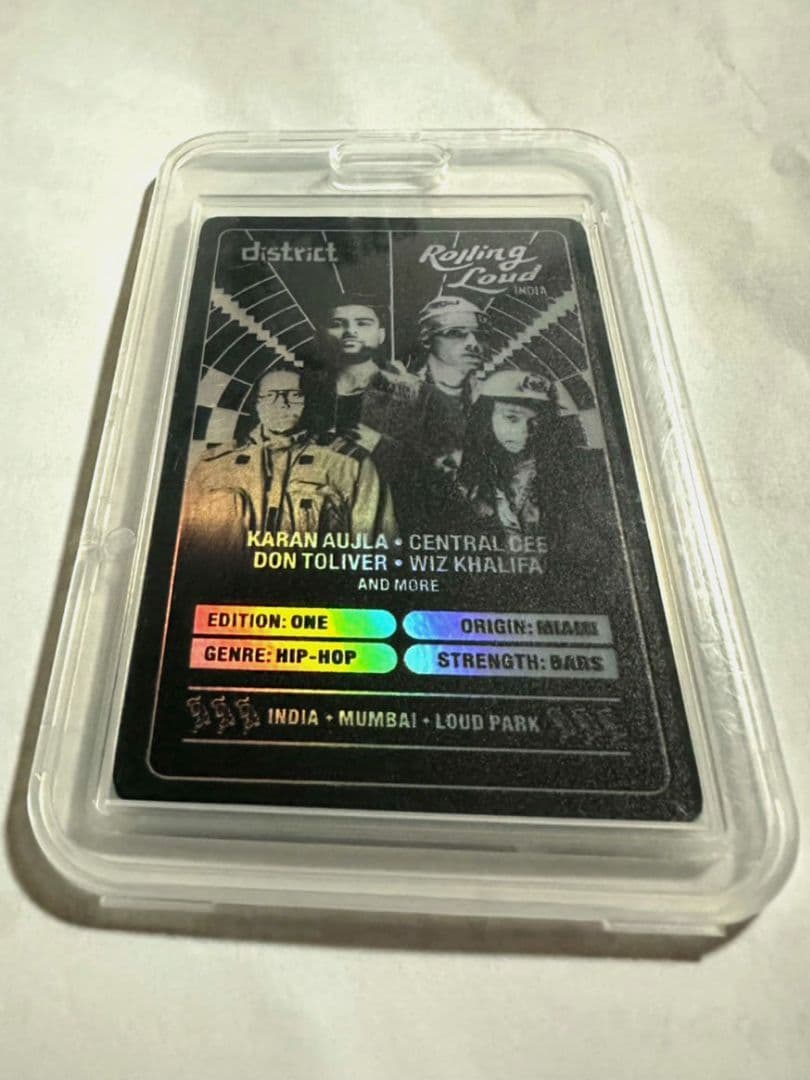 district
Rolling
Loud
INDIA
KARAN AUJLA • CENTRAL CEE
DON TOLIVER • WIZ KHALIFA
AND MORE
EDITION: ONE
ORIGIN: MIAMI
GENRE: HIP-HOP
STRENGTH: BARS
INDIA • MUMBAI • LOUD PARK